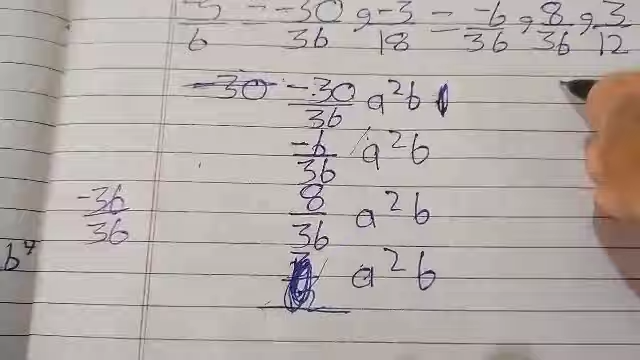 -5/6 = -30/36, -3/18 = -6/36, 8/36, 3/12
-30/36 a²b
-6/36 a²b
-36/36
8/36 a²b
b⁷
a²b